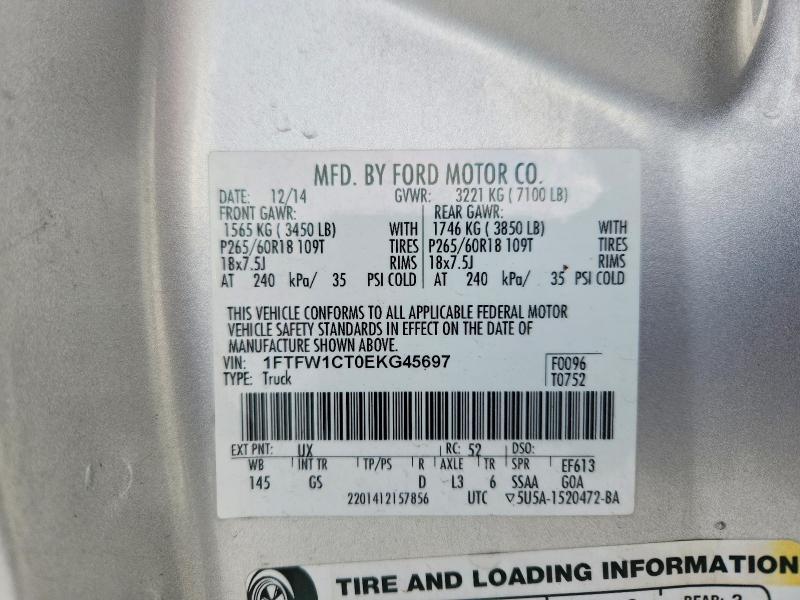 MFD. BY FORD MOTOR CO.
DATE: 12/14 GVWR: 3221 KG ( 7100 LB)
FRONT GAWR: REAR GAWR:
1565 KG ( 3450 LB) WITH 1746 KG ( 3850 LB) WITH
P265/60R18 109T TIRES P265/60R18 109T TIRES
18x7.5J RIMS 18x7.5J RIMS
AT 240 kPa/ 35 PSI COLD AT 240 kPa/ 35 PSI COLD
THIS VEHICLE CONFORMS TO ALL APPLICABLE FEDERAL MOTOR
VEHICLE SAFETY STANDARDS IN EFFECT ON THE DATE OF
MANUFACTURE SHOWN ABOVE.
VIN: 1FTFW1CT0EKG45697 F0096
TYPE: Truck T0752
EXT PNT: UX RC: 52 DSO:
WB INT TR TP/PS R AXLE TR SPR EF613
145 GS D L3 6 SSAA GOA
2201412157856 UTC ▽5U5A-1520472-BA
TIRE AND LOADING INFORMATION